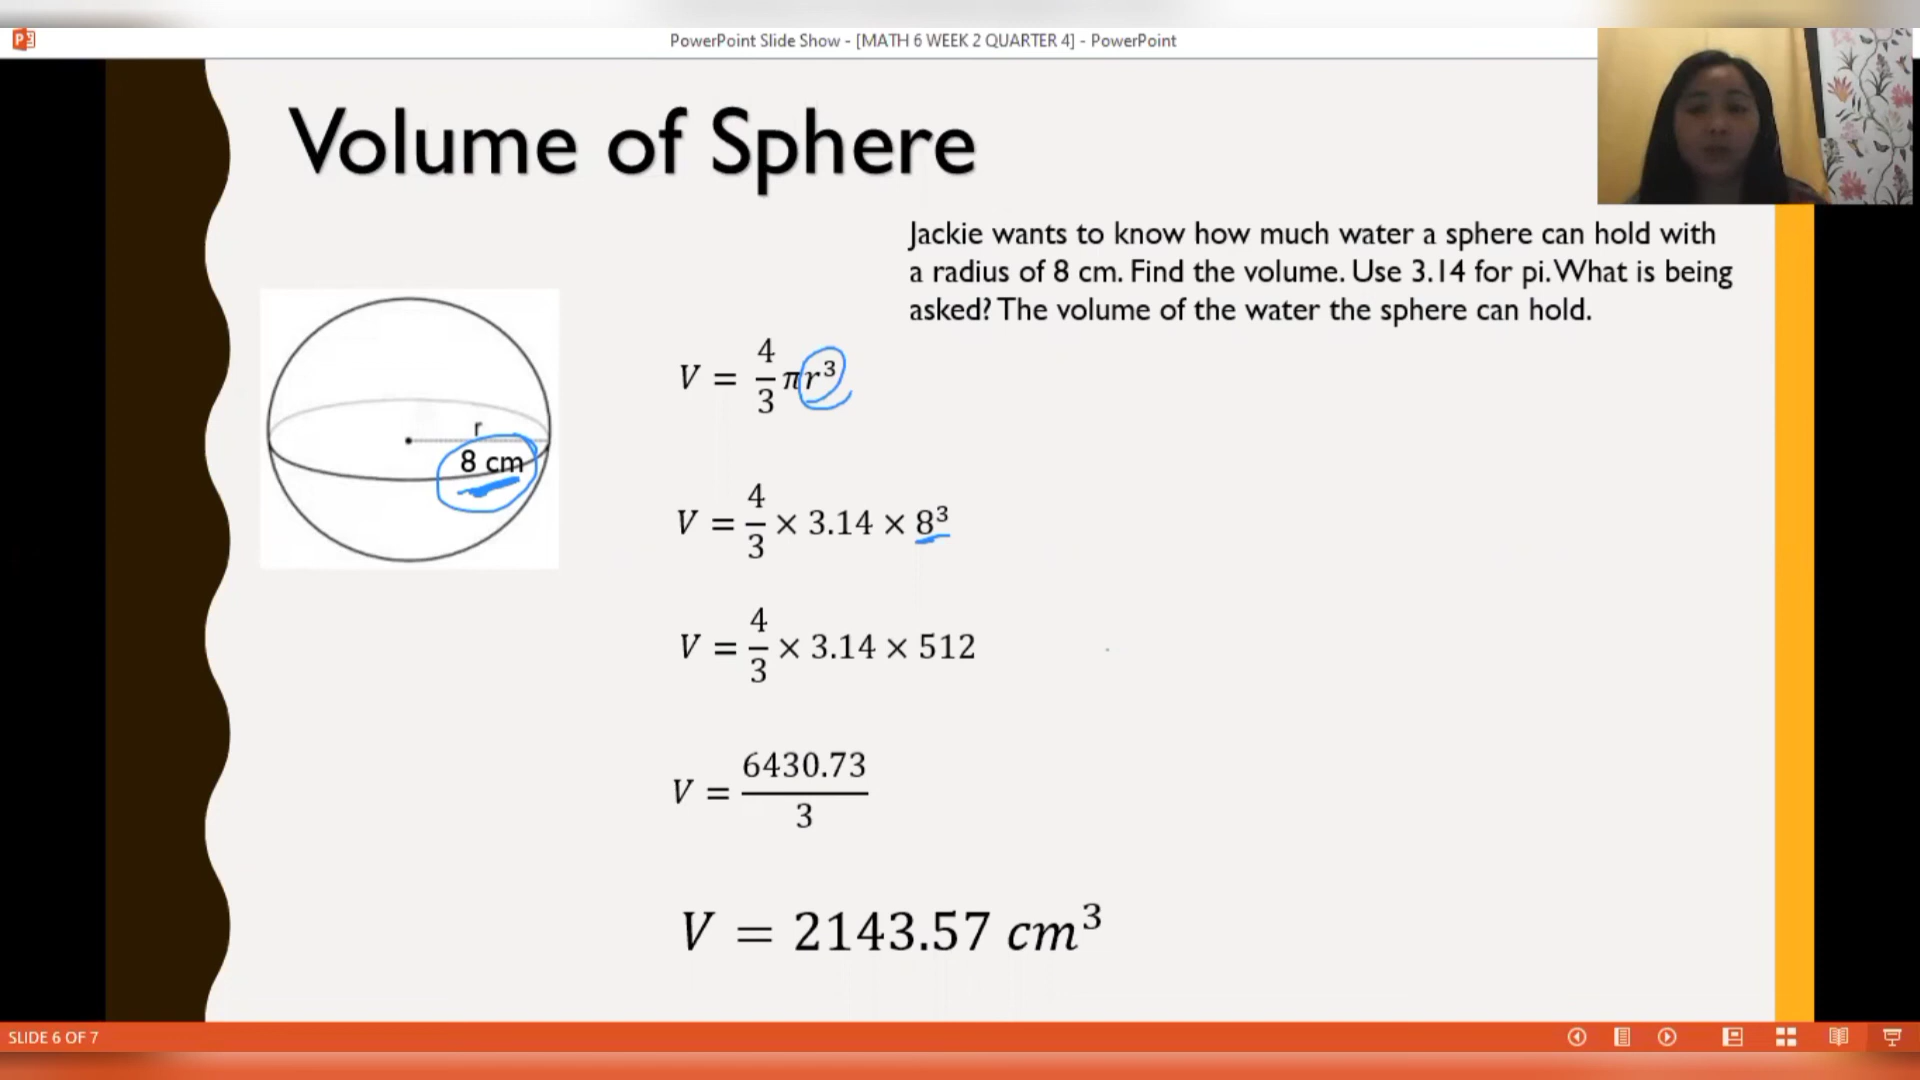 PowerPoint Slide Show - [MATH 6 WEEK 2 QUARTER 4] - PowerPoint
Volume of Sphere
Jackie wants to know how much water a sphere can hold with
a radius of 8 cm. Find the volume. Use 3.14 for pi. What is being
asked? The volume of the water the sphere can hold.
r
8 cm
V = 4/3 πr³
V = 4/3 × 3.14 × 8³
V = 4/3 × 3.14 × 512
V = 6430.73/3
V = 2143.57 cm³
SLIDE 6 OF 7